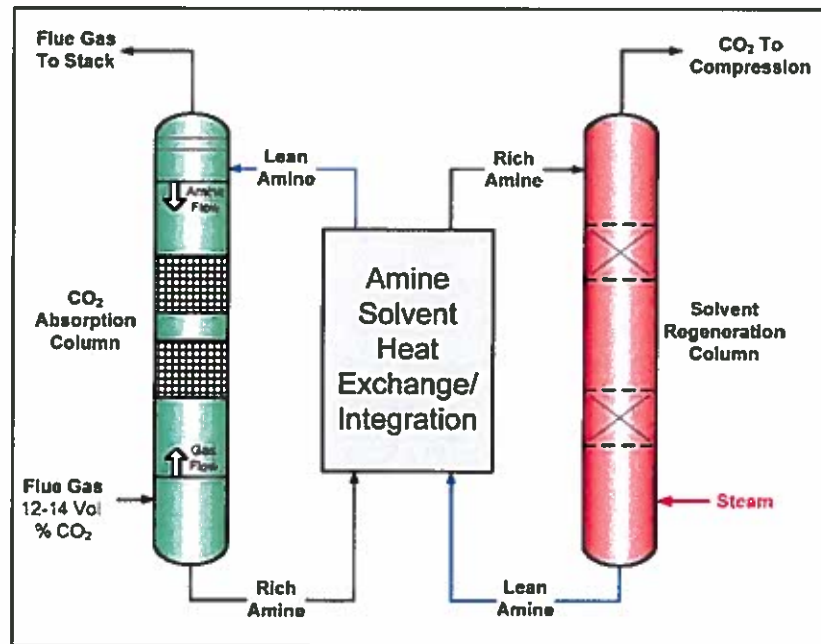 Flue Gas
To Stack
CO₂ To
Compression
Lean
Amine
Rich
Amine
Amine
Flow
Amine
Solvent
Heat
Exchange/
Integration
CO₂
Absorption
Column
Solvent
Regeneration
Column
Gas
Flow
Flue Gas
12-14 Vol
% CO₂
Steam
Rich
Amine
Lean
Amine